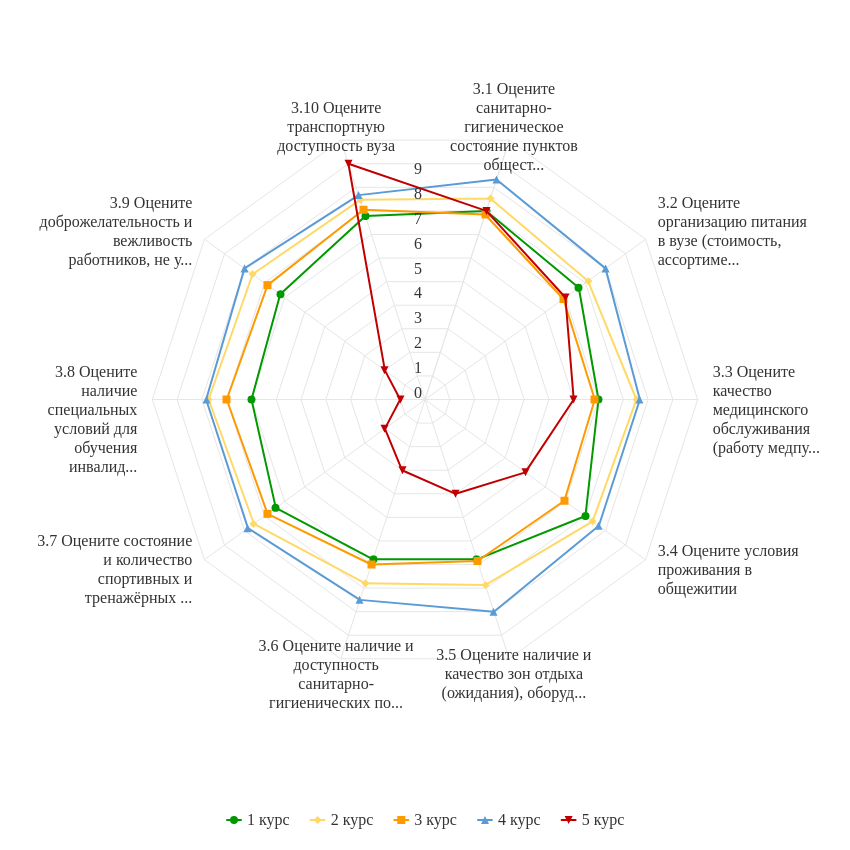 3.1 Оцените
санитарно-
гигиеническое
состояние пунктов
общест...
3.10 Оцените
транспортную
доступность вуза
9
8
7
6
5
4
3
2
1
0
3.9 Оцените
доброжелательность и
вежливость
работников, не у...
3.2 Оцените
организацию питания
в вузе (стоимость,
ассортиме...
3.8 Оцените
наличие
специальных
условий для
обучения
инвалид...
3.3 Оцените
качество
медицинского
обслуживания
(работу медпу...
3.7 Оцените состояние
и количество
спортивных и
тренажёрных ...
3.4 Оцените условия
проживания в
общежитии
3.6 Оцените наличие и
доступность
санитарно-
гигиенических по...
3.5 Оцените наличие и
качество зон отдыха
(ожидания), оборуд...
1 курс 2 курс 3 курс 4 курс 5 курс